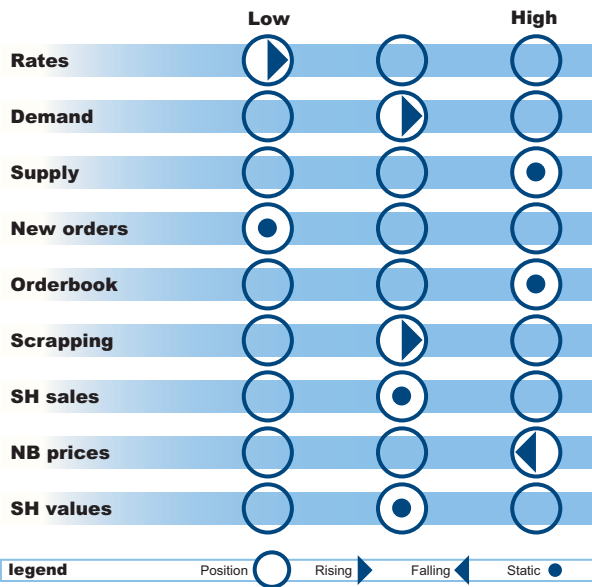 Low High
Rates
Demand
Supply
New orders
Orderbook
Scrapping
SH sales
NB prices
SH values
legend Position Rising Falling Static